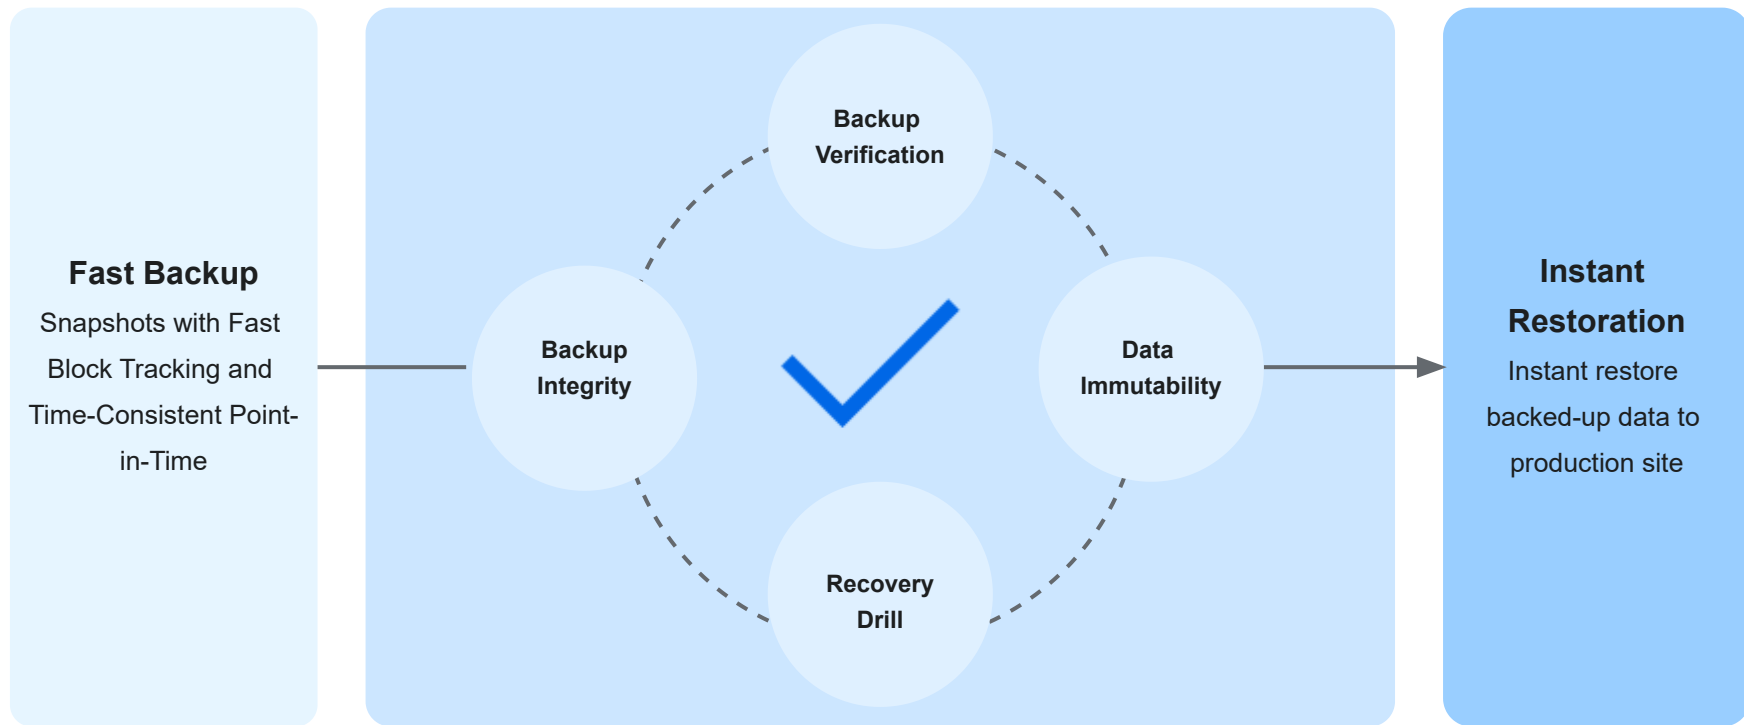 Fast Backup
Snapshots with Fast
Block Tracking and
Time-Consistent Point-
in-Time
Backup
Verification
Backup
Integrity
Data
Immutability
Recovery
Drill
Instant
Restoration
Instant restore
backed-up data to
production site